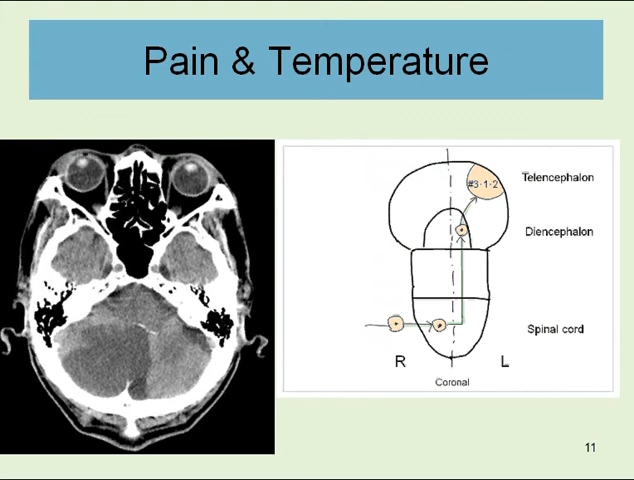 Pain & Temperature
#3-1-2
Telencephalon
Diencephalon
Spinal cord
R
L
Coronal
11